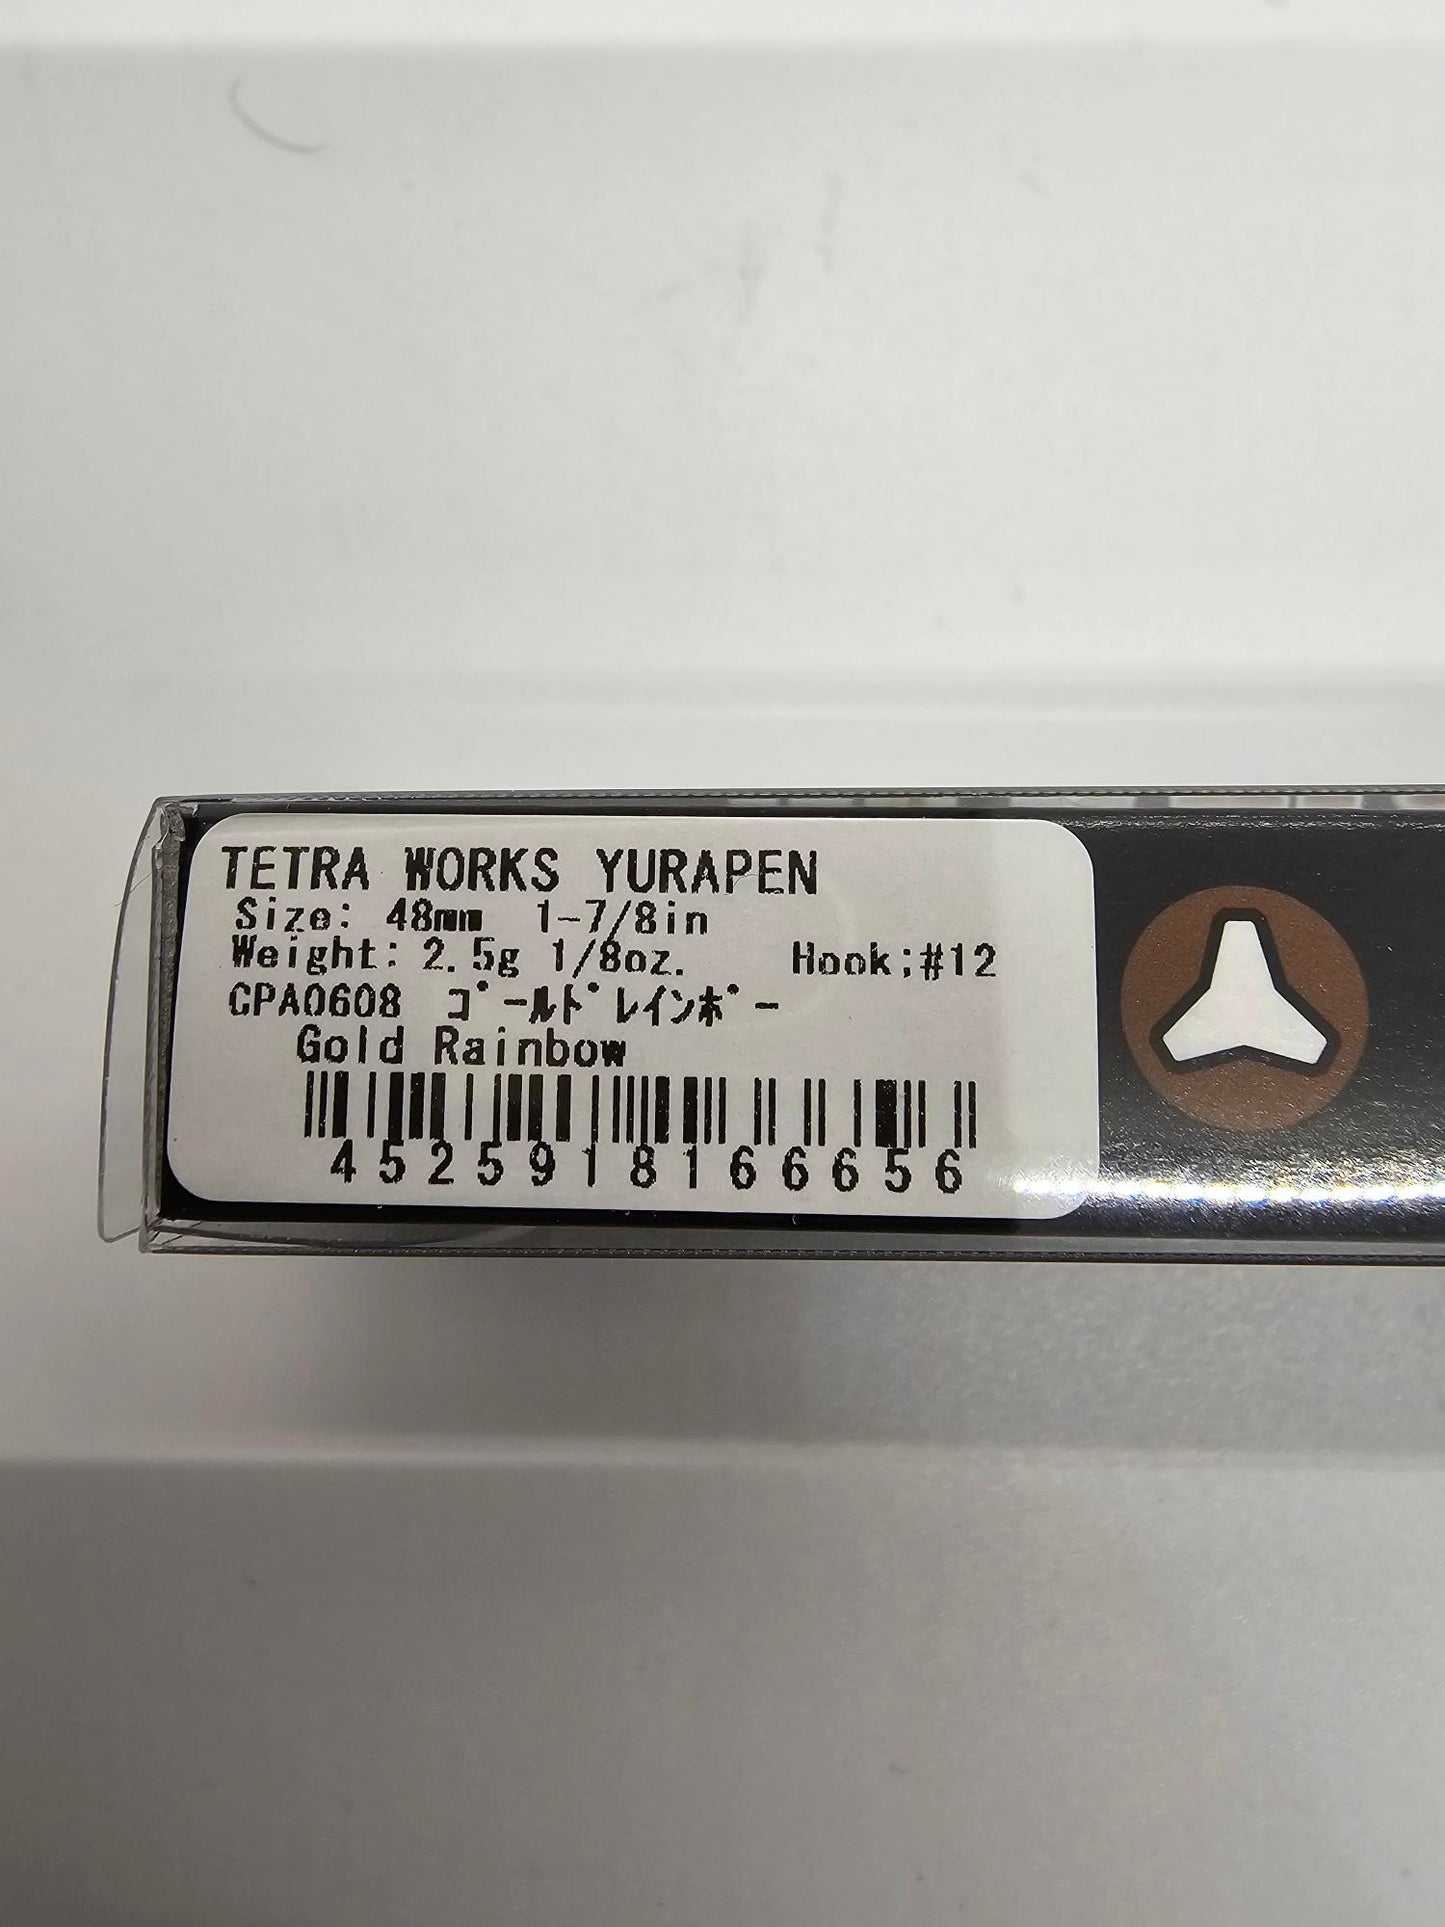 TETRA WORKS YURAPEN
Size: 48mm 1-7/8in
Weight: 2.5g 1/8oz. Hook;#12
CPA0608 ｺﾞｰﾙﾄﾞﾚｲﾝﾎﾞｰ
Gold Rainbow
4525918166656